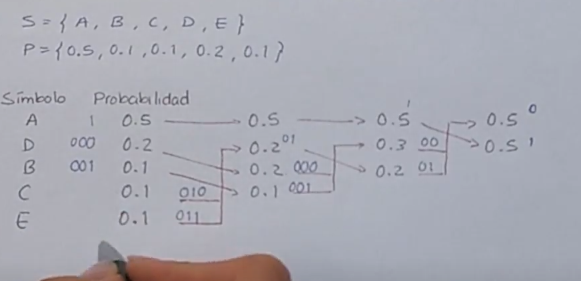 S = { A, B, C, D, E }
P = { 0.5, 0.1, 0.1, 0.2, 0.1 }
Símbolo Probabilidad
A 1 0.5 → 0.5 → 0.5 1 → 0.5 0
D 000 0.2 0.2 01 0.3 00 → 0.5 1
B 001 0.1 0.2 000 0.2 01
C 0.1 010 0.1 001
E 0.1 011